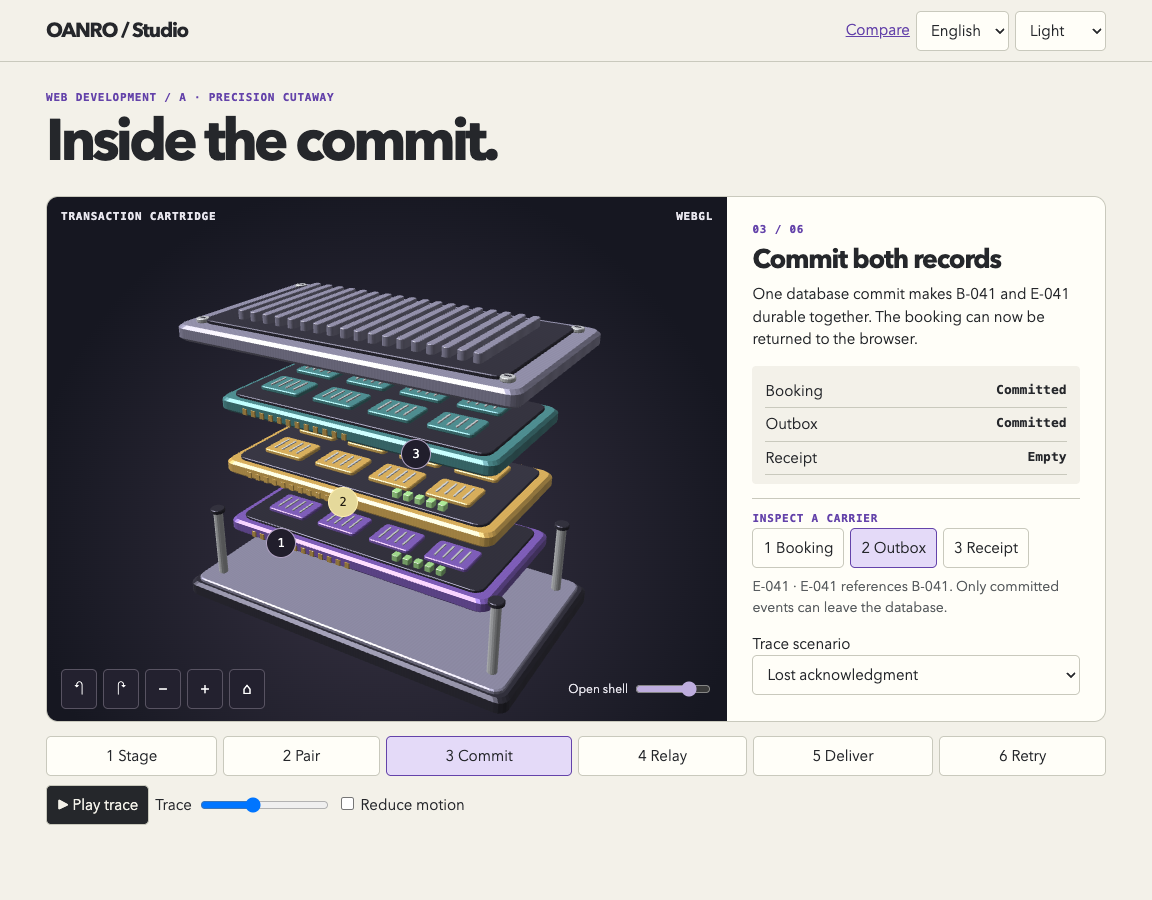 OANRO / Studio
Compare
English
Light
WEB DEVELOPMENT / A · PRECISION CUTAWAY
Inside the commit.
TRANSACTION CARTRIDGE
WEBGL
3
2
1
Open shell
03 / 06
Commit both records
One database commit makes B-041 and E-041
durable together. The booking can now be
returned to the browser.
Booking Committed
Outbox Committed
Receipt Empty
INSPECT A CARRIER
1 Booking
2 Outbox
3 Receipt
E-041 · E-041 references B-041. Only committed
events can leave the database.
Trace scenario
Lost acknowledgment
1 Stage
2 Pair
3 Commit
4 Relay
5 Deliver
6 Retry
Play trace
Trace
Reduce motion